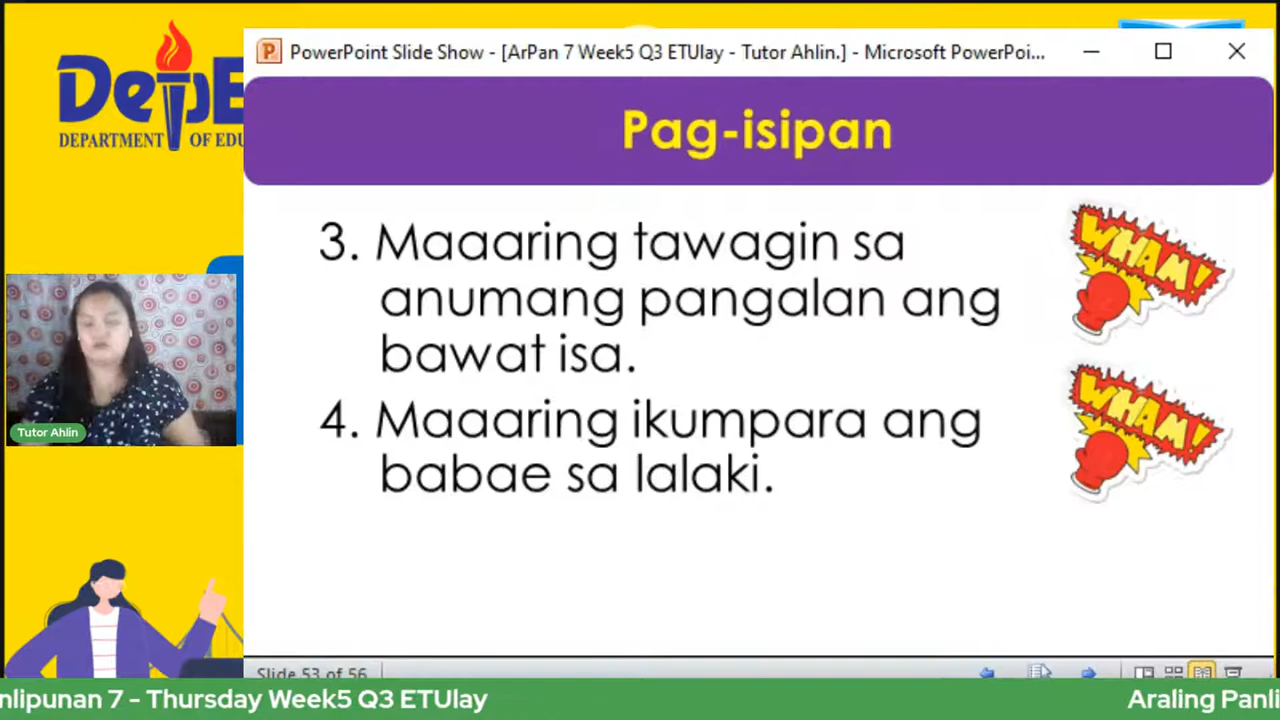 DepE
DEPARTMENT OF EDU
PowerPoint Slide Show - [ArPan 7 Week5 Q3 ETUlay - Tutor Ahlin.] - Microsoft PowerPoi...
Pag-isipan
3. Maaaring tawagin sa
anumang pangalan ang
bawat isa.
WHAM!
4. Maaaring ikumpara ang
babae sa lalaki.
WHAM!
Tutor Ahlin
Slide 53 of 56
nlipunan 7 - Thursday Week5 Q3 ETUlay
Araling Panli